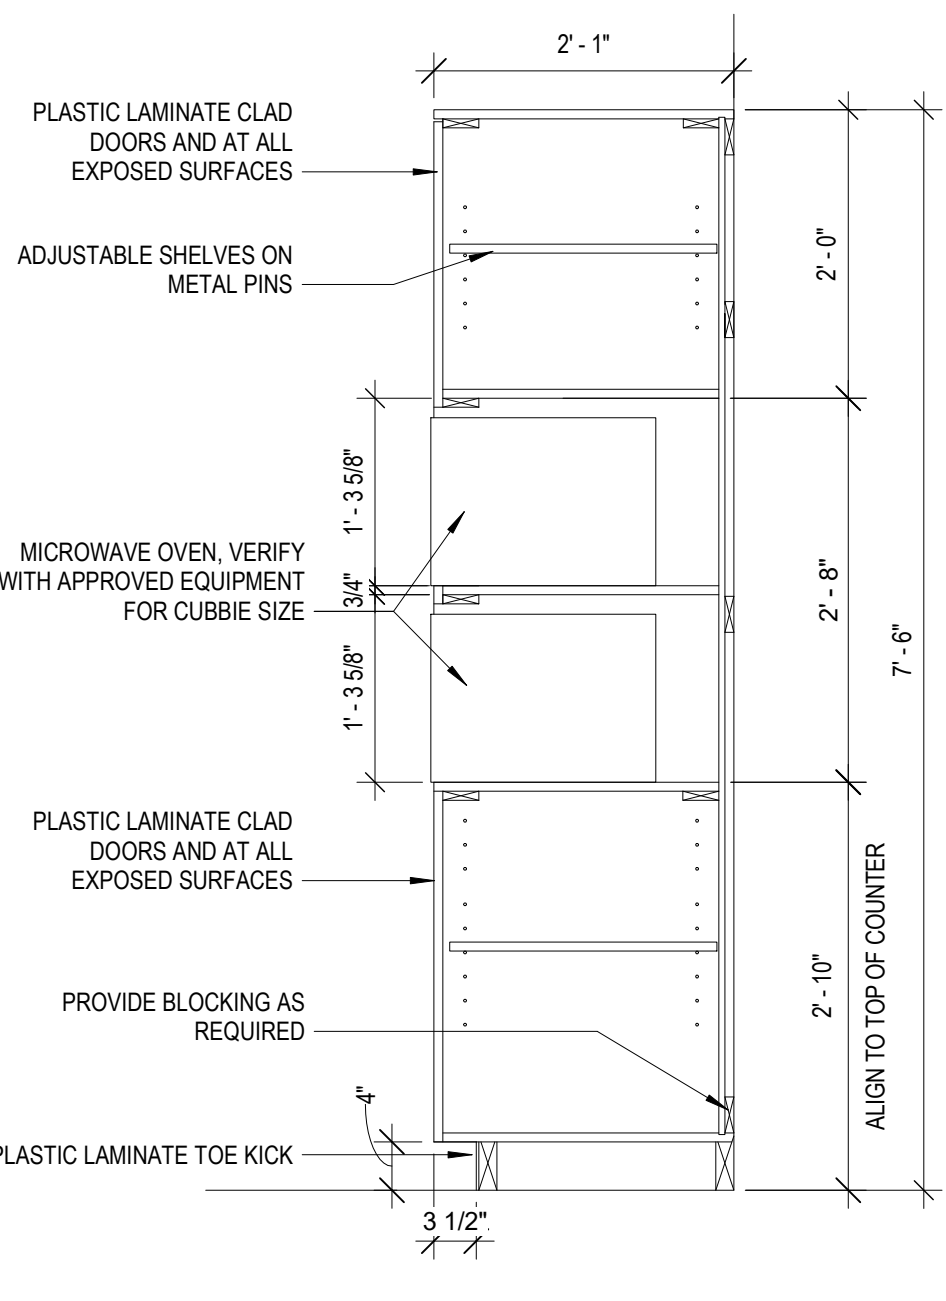 2' - 1"
PLASTIC LAMINATE CLAD
DOORS AND AT ALL
EXPOSED SURFACES
ADJUSTABLE SHELVES ON
METAL PINS
2' - 0"
1' - 3 5/8"
MICROWAVE OVEN, VERIFY
WITH APPROVED EQUIPMENT
FOR CUBBIE SIZE
3/4"
1' - 3 5/8"
2' - 8"
7' - 6"
PLASTIC LAMINATE CLAD
DOORS AND AT ALL
EXPOSED SURFACES
PROVIDE BLOCKING AS
REQUIRED
2' - 10"
ALIGN TO TOP OF COUNTER
4"
PLASTIC LAMINATE TOE KICK
3 1/2"